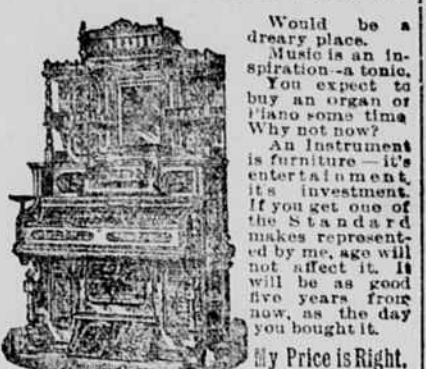 Would be a
dreary place.
Music is an in-
spiration--a tonic.
You expect to
buy an organ or
Piano some time
Why not now?
An Instrument
is furniture — it's
entertainment,
it's investment.
If you get one of
the Standard
makes represent-
ed by me, age will
not affect it. It
will be as good
five years from
now, as the day
you bought it.
My Price is Right.